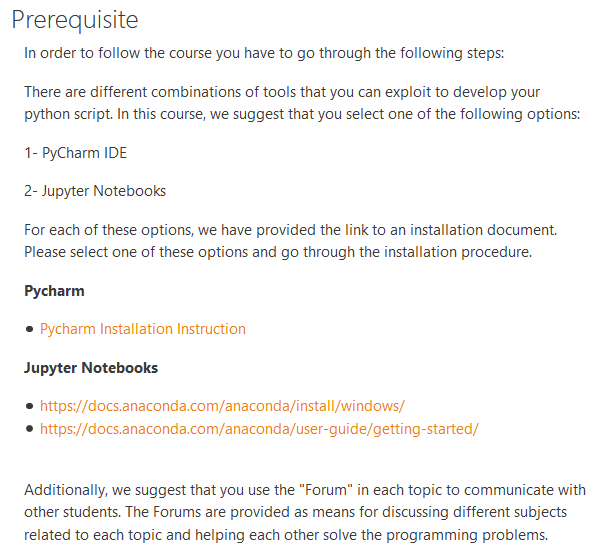 Prerequisite
In order to follow the course you have to go through the following steps:
There are different combinations of tools that you can exploit to develop your
python script. In this course, we suggest that you select one of the following options:
1- PyCharm IDE
2- Jupyter Notebooks
For each of these options, we have provided the link to an installation document.
Please select one of these options and go through the installation procedure.
Pycharm
● Pycharm Installation Instruction
Jupyter Notebooks
● https://docs.anaconda.com/anaconda/install/windows/
● https://docs.anaconda.com/anaconda/user-guide/getting-started/
Additionally, we suggest that you use the "Forum" in each topic to communicate with
other students. The Forums are provided as means for discussing different subjects
related to each topic and helping each other solve the programming problems.